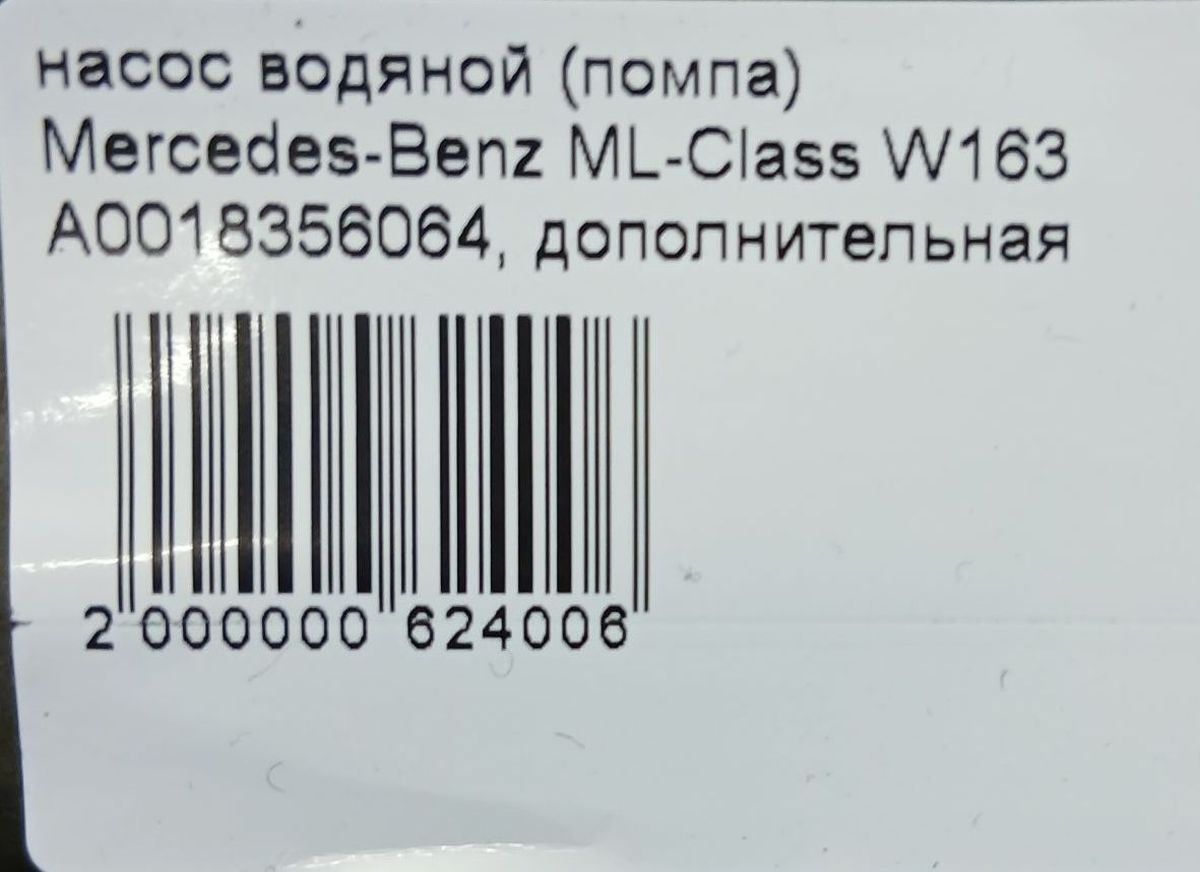 насос водяной (помпа)
Mercedes-Benz ML-Class W163
A0018356064, дополнительная
2 000000 624006